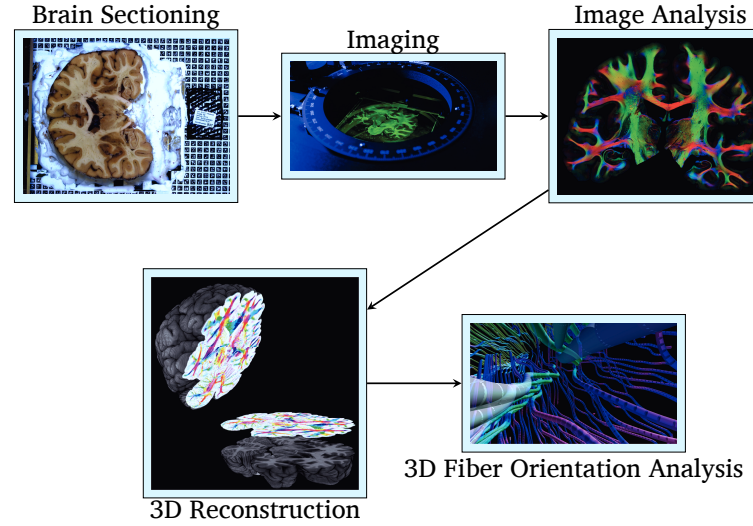 Brain Sectioning
Imaging
Image Analysis
3D Reconstruction
3D Fiber Orientation Analysis